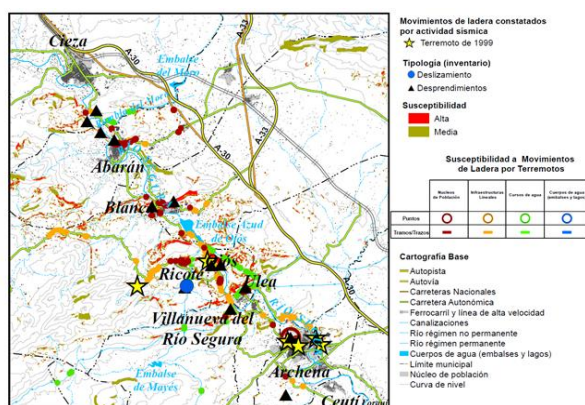 Cieza
A-30
A-33
Embalse
del Moro
Abarán
A-33
A-30
Blanca
Embalse Azud
de Ojós
Ojós
Ricote
Ulea
A-30
Villanueva del
Río Segura
Embalse
de Mayés
Archena
Ceutí
Movimientos de ladera constatados
por actividad sísmica
Terremoto de 1999
Tipología (inventario)
Deslizamiento
Desprendimientos
Susceptibilidad
Alta
Media
Susceptibilidad a Movimientos
de Ladera por Terremotos
Núcleos de Población
Infraestructuras Lineales
Cursos de agua
Cuerpos de agua (embalses y lagos)
Puntos
Tramos/Trazos
Cartografía Base
Autopista
Autovía
Carreteras Nacionales
Carretera Autonómica
Ferrocarril y línea de alta velocidad
Canalizaciones
Río régimen no permanente
Río régimen permanente
Cuerpos de agua (embalses y lagos)
Límite municipal
Núcleo de población
Curva de nivel